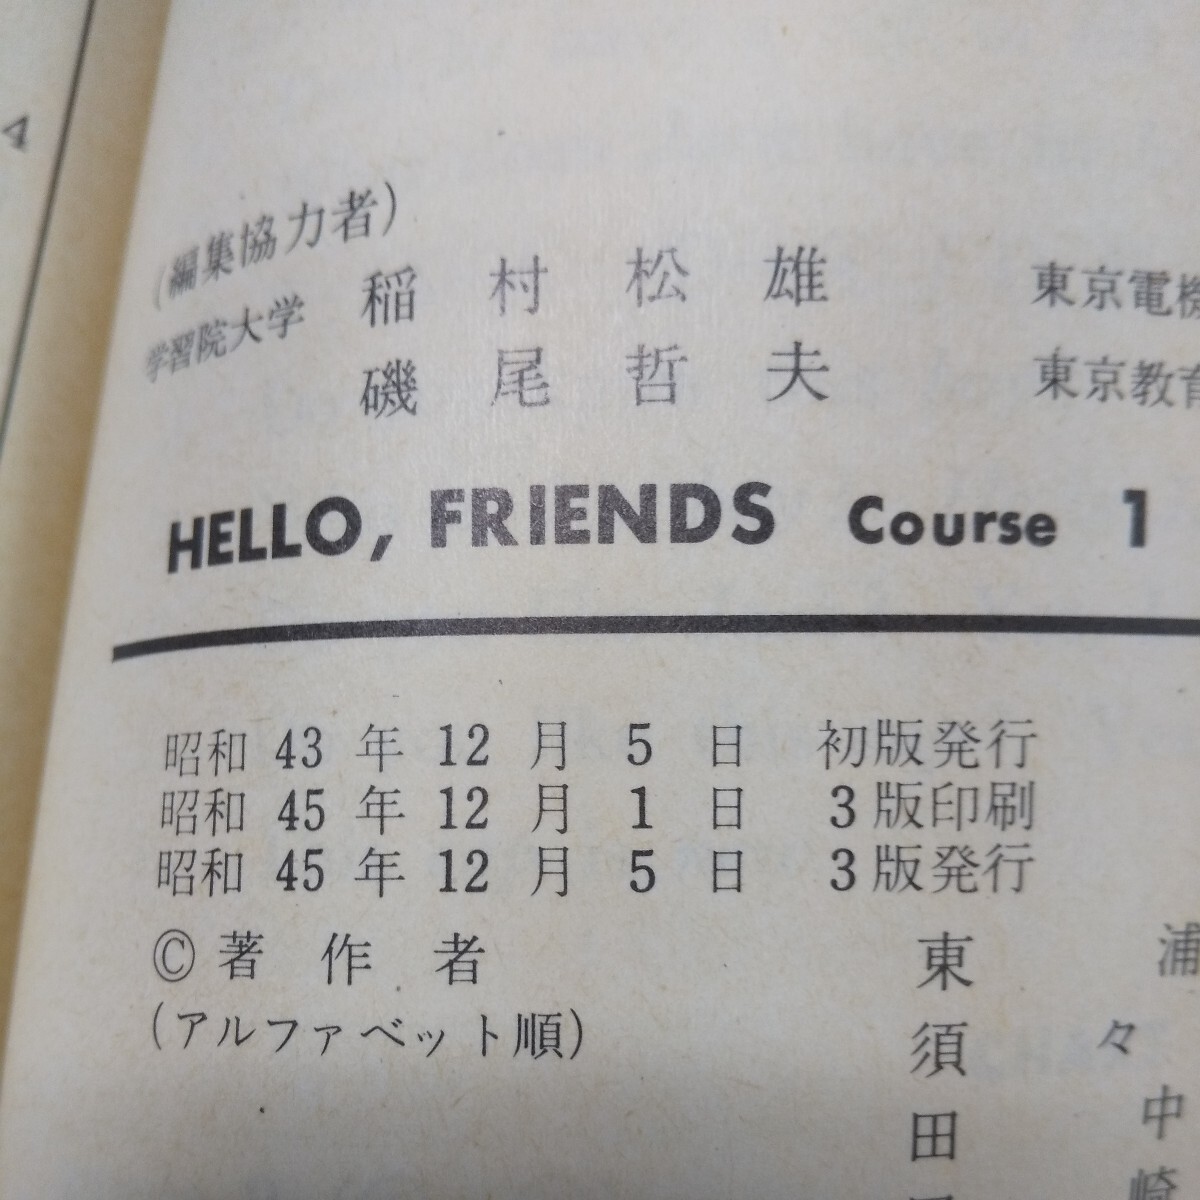 (編集協力者)
学習院大学 稲村松雄 東京電機
磯尾哲夫 東京教育
HELLO, FRIENDS Course 1
昭和 43 年 12 月 5 日 初版発行
昭和 45 年 12 月 1 日 3版印刷
昭和 45 年 12 月 5 日 3版発行
©著作者 東浦
(アルファベット順) 須々
田中
崎